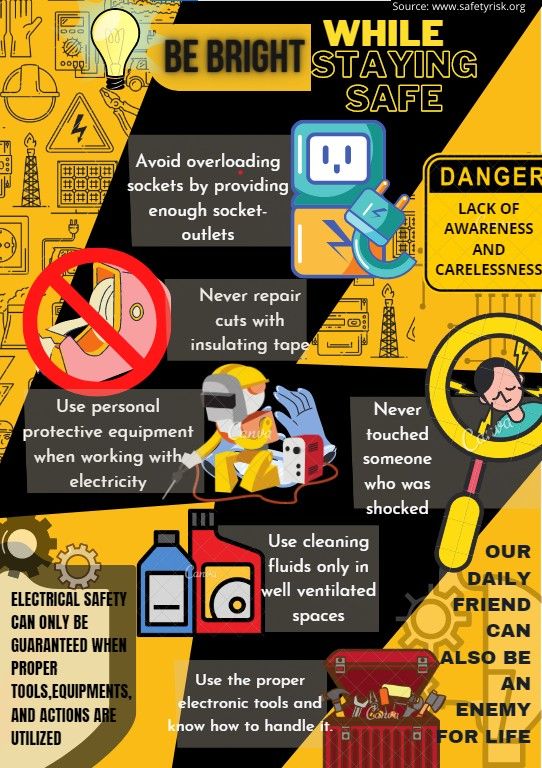 Source: www.safetyrisk.org
BE BRIGHT
WHILE
STAYING
SAFE
Avoid overloading
sockets by providing
enough socket-
outlets
DANGER
LACK OF
AWARENESS
AND
CARELESSNESS
Never repair
cuts with
insulating tape
Use personal
protective equipment
when working with
electricity
Canva
Never
touched
someone
who was
shocked
Canva
Use cleaning
fluids only in
well ventilated
spaces
Canva
ELECTRICAL SAFETY
CAN ONLY BE
GUARANTEED WHEN
PROPER
TOOLS,EQUIPMENTS,
AND ACTIONS ARE
UTILIZED
Use the proper
electronic tools and
know how to handle it.
Canva
OUR
DAILY
FRIEND
CAN
ALSO BE
AN
ENEMY
FOR LIFE